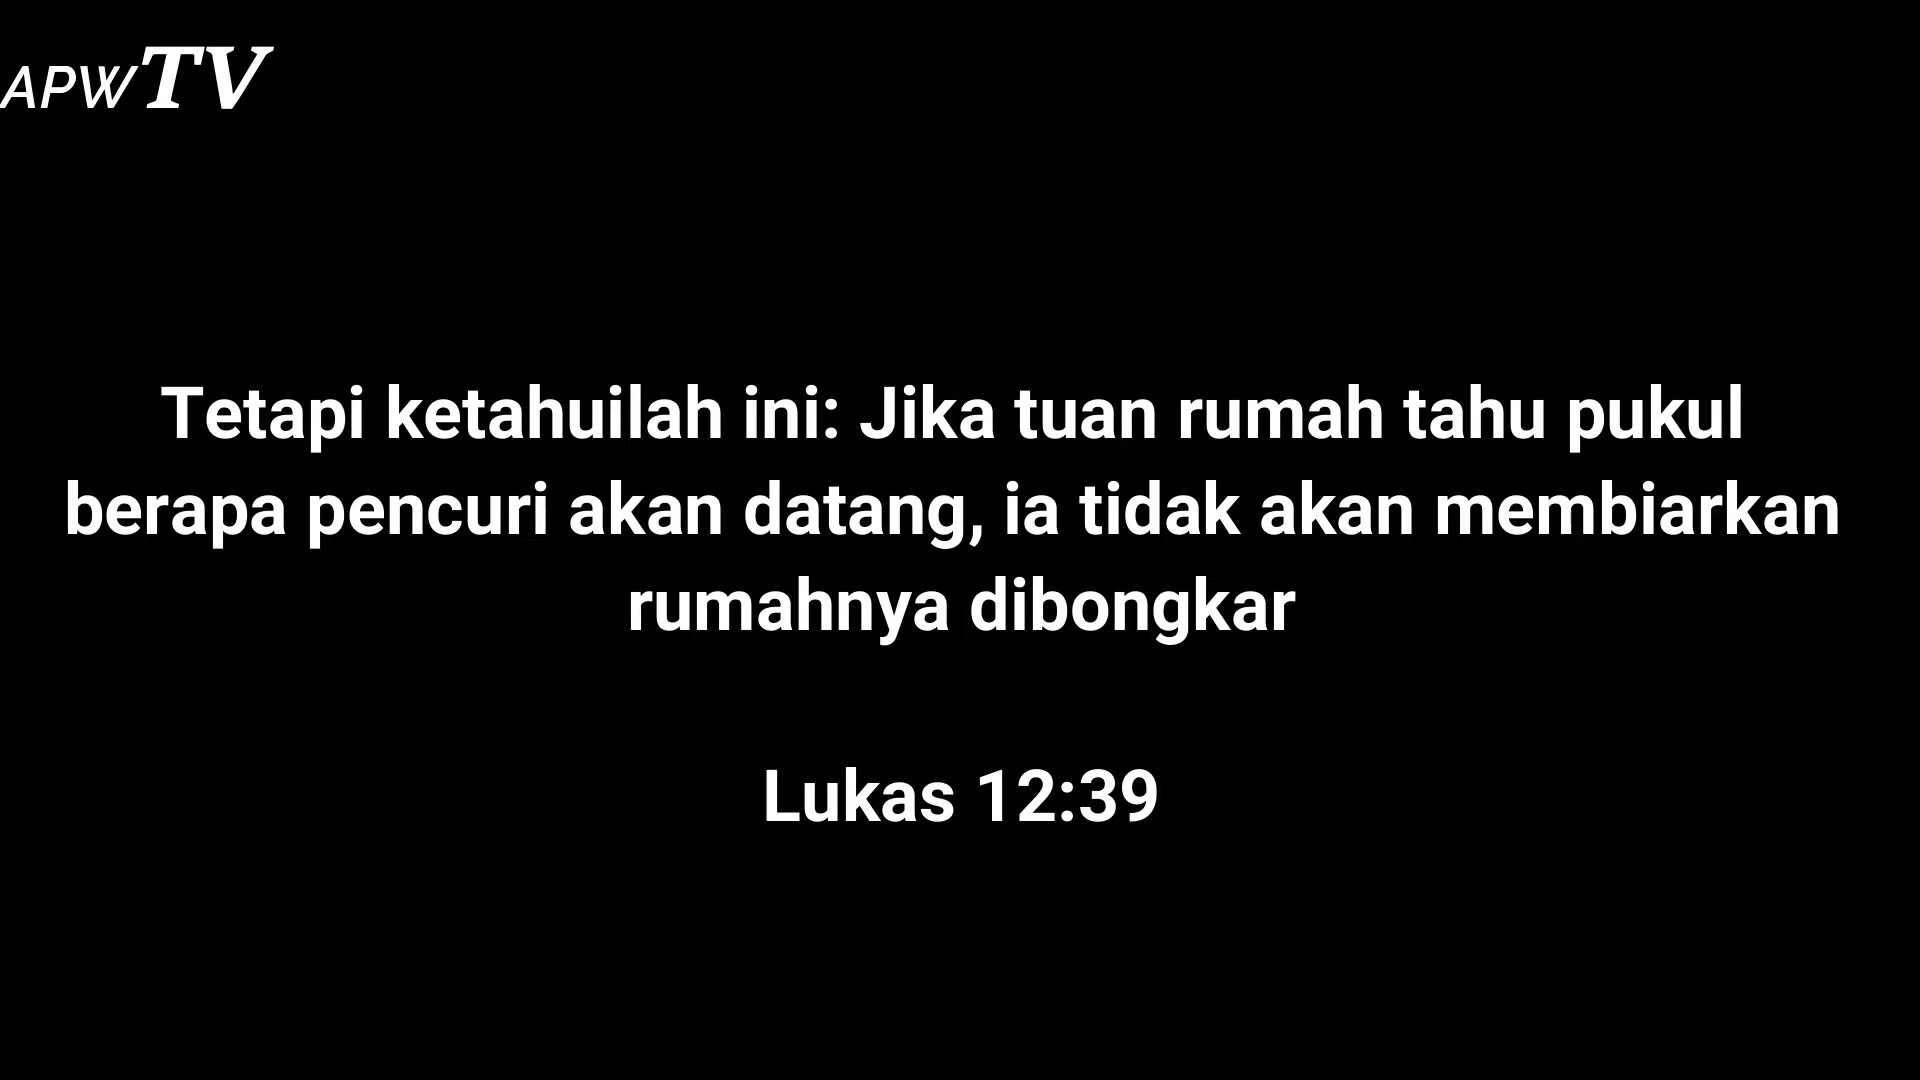 APWTV
Tetapi ketahuilah ini: Jika tuan rumah tahu pukul
berapa pencuri akan datang, ia tidak akan membiarkan
rumahnya dibongkar
Lukas 12:39